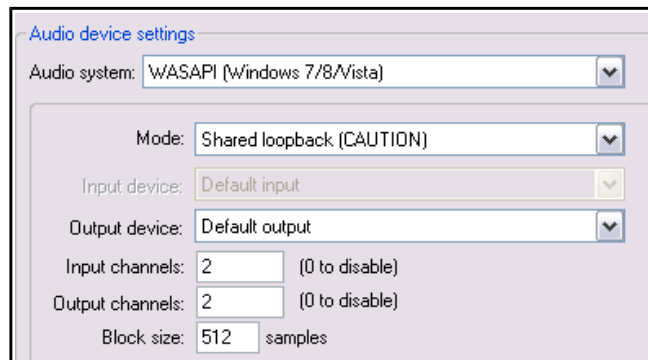 Audio device settings
Audio system: WASAPI (Windows 7/8/Vista)
Mode: Shared loopback (CAUTION)
Input device: Default input
Output device: Default output
Input channels: 2 (0 to disable)
Output channels: 2 (0 to disable)
Block size: 512 samples